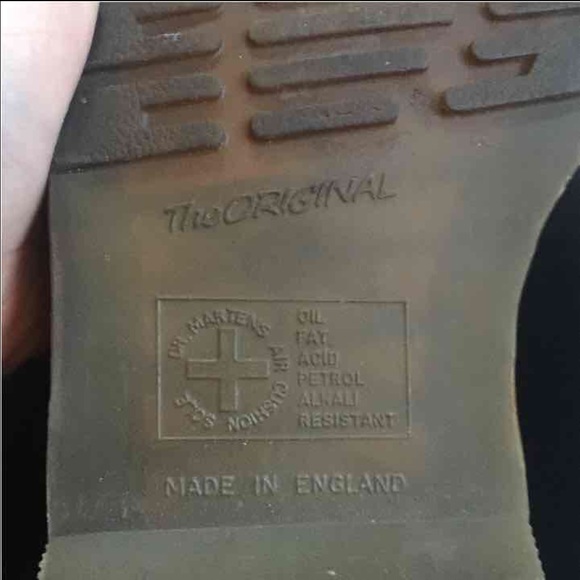 The ORIGINAL
DR. MARTENS AIR CUSHION SOLE
OIL
FAT
ACID
PETROL
ALKALI
RESISTANT
MADE IN ENGLAND